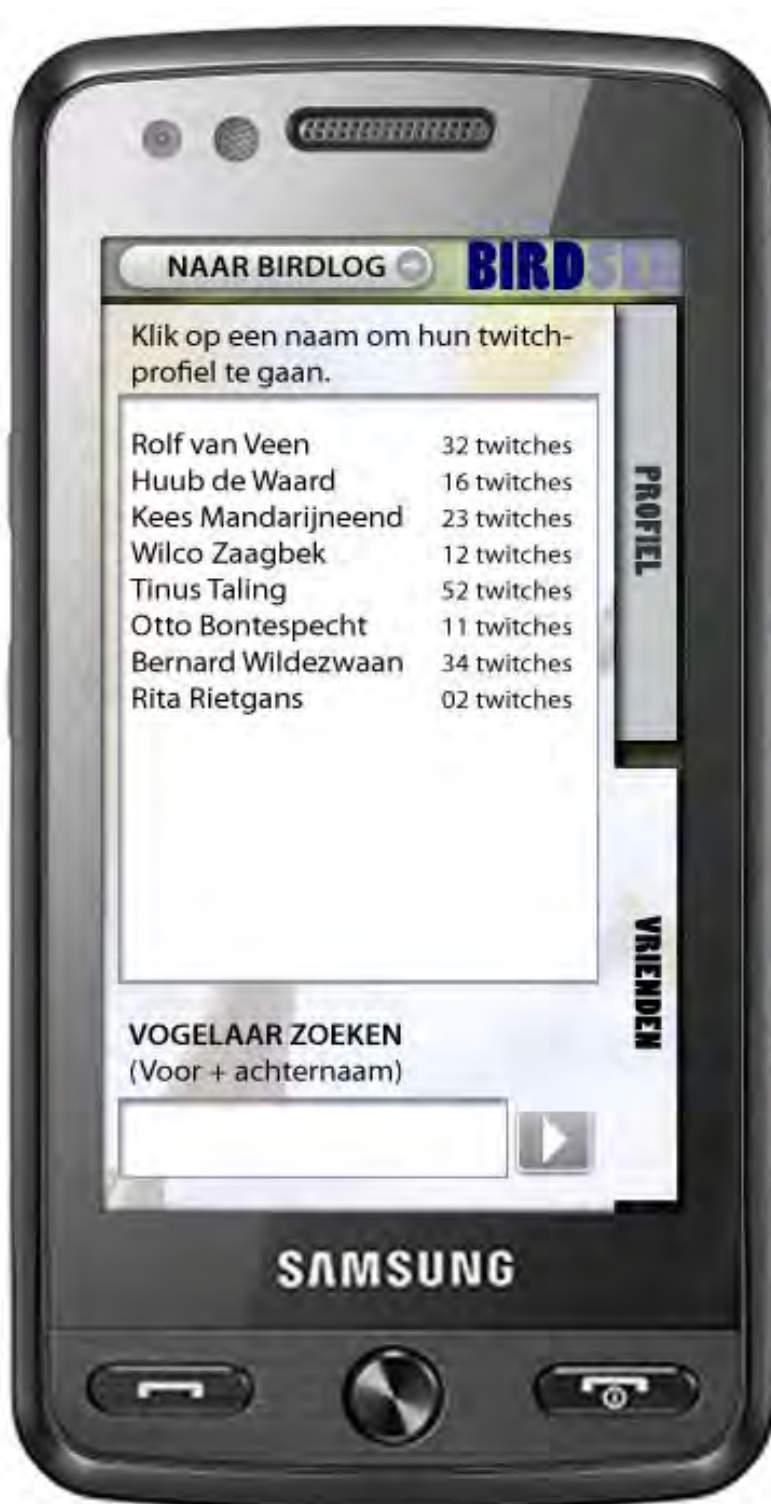 NAAR BIRDLOG
BIRDSEE
Klik op een naam om hun twitch-
profiel te gaan.
Rolf van Veen 32 twitches
Huub de Waard 16 twitches
Kees Mandarijneend 23 twitches
Wilco Zaagbek 12 twitches
Tinus Taling 52 twitches
Otto Bontespecht 11 twitches
Bernard Wildezwaan 34 twitches
Rita Rietgans 02 twitches
PROFIEL
VRIENDEN
VOGELAAR ZOEKEN
(Voor + achternaam)
SAMSUNG